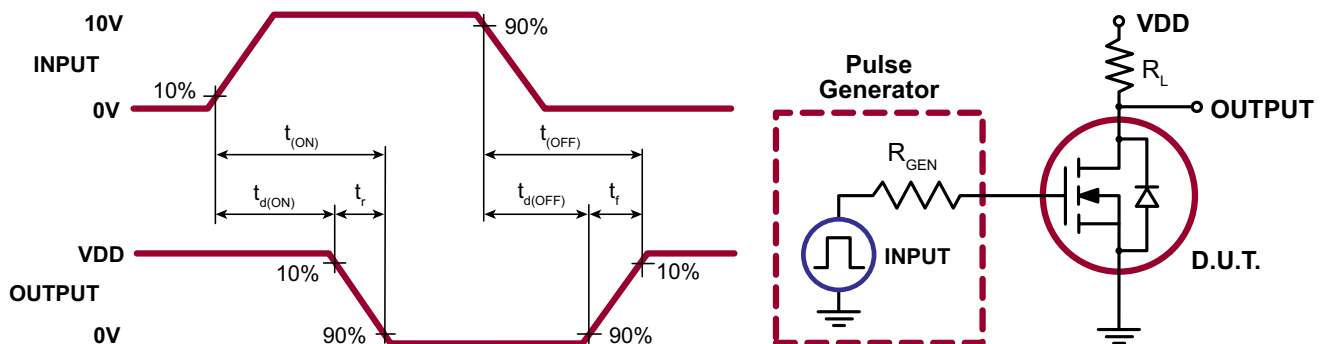 10V
INPUT
0V
10%
90%
t(ON)
t(OFF)
td(ON)
tr
td(OFF)
tf
VDD
OUTPUT
0V
10%
90%
90%
10%
Pulse
Generator
RGEN
INPUT
VDD
RL
OUTPUT
D.U.T.